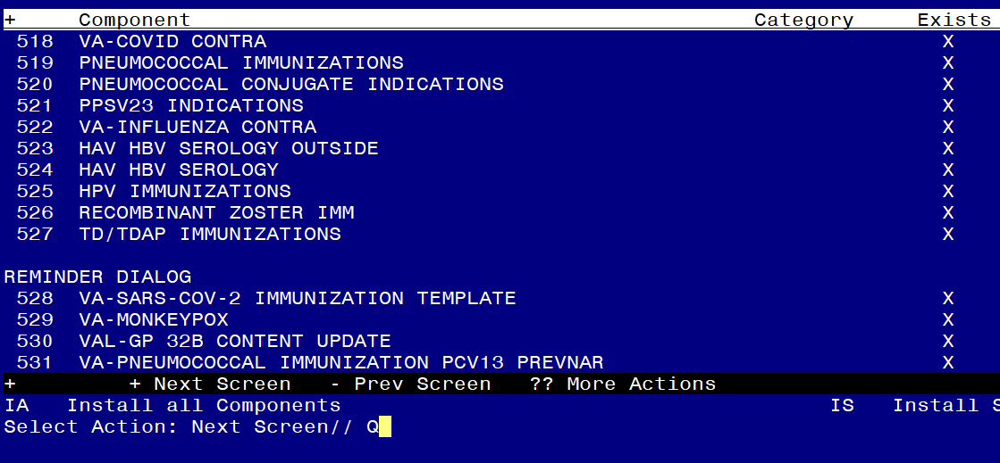 + Component Category Exists
518 VA-COVID CONTRA X
519 PNEUMOCOCCAL IMMUNIZATIONS X
520 PNEUMOCOCCAL CONJUGATE INDICATIONS X
521 PPSV23 INDICATIONS X
522 VA-INFLUENZA CONTRA X
523 HAV HBV SEROLOGY OUTSIDE X
524 HAV HBV SEROLOGY X
525 HPV IMMUNIZATIONS X
526 RECOMBINANT ZOSTER IMM X
527 TD/TDAP IMMUNIZATIONS X
REMINDER DIALOG
528 VA-SARS-COV-2 IMMUNIZATION TEMPLATE X
529 VA-MONKEYPOX X
530 VAL-GP 32B CONTENT UPDATE X
531 VA-PNEUMOCOCCAL IMMUNIZATION PCV13 PREVNAR X
+ + Next Screen - Prev Screen ?? More Actions
IA Install all Components IS Install S
Select Action: Next Screen// Q